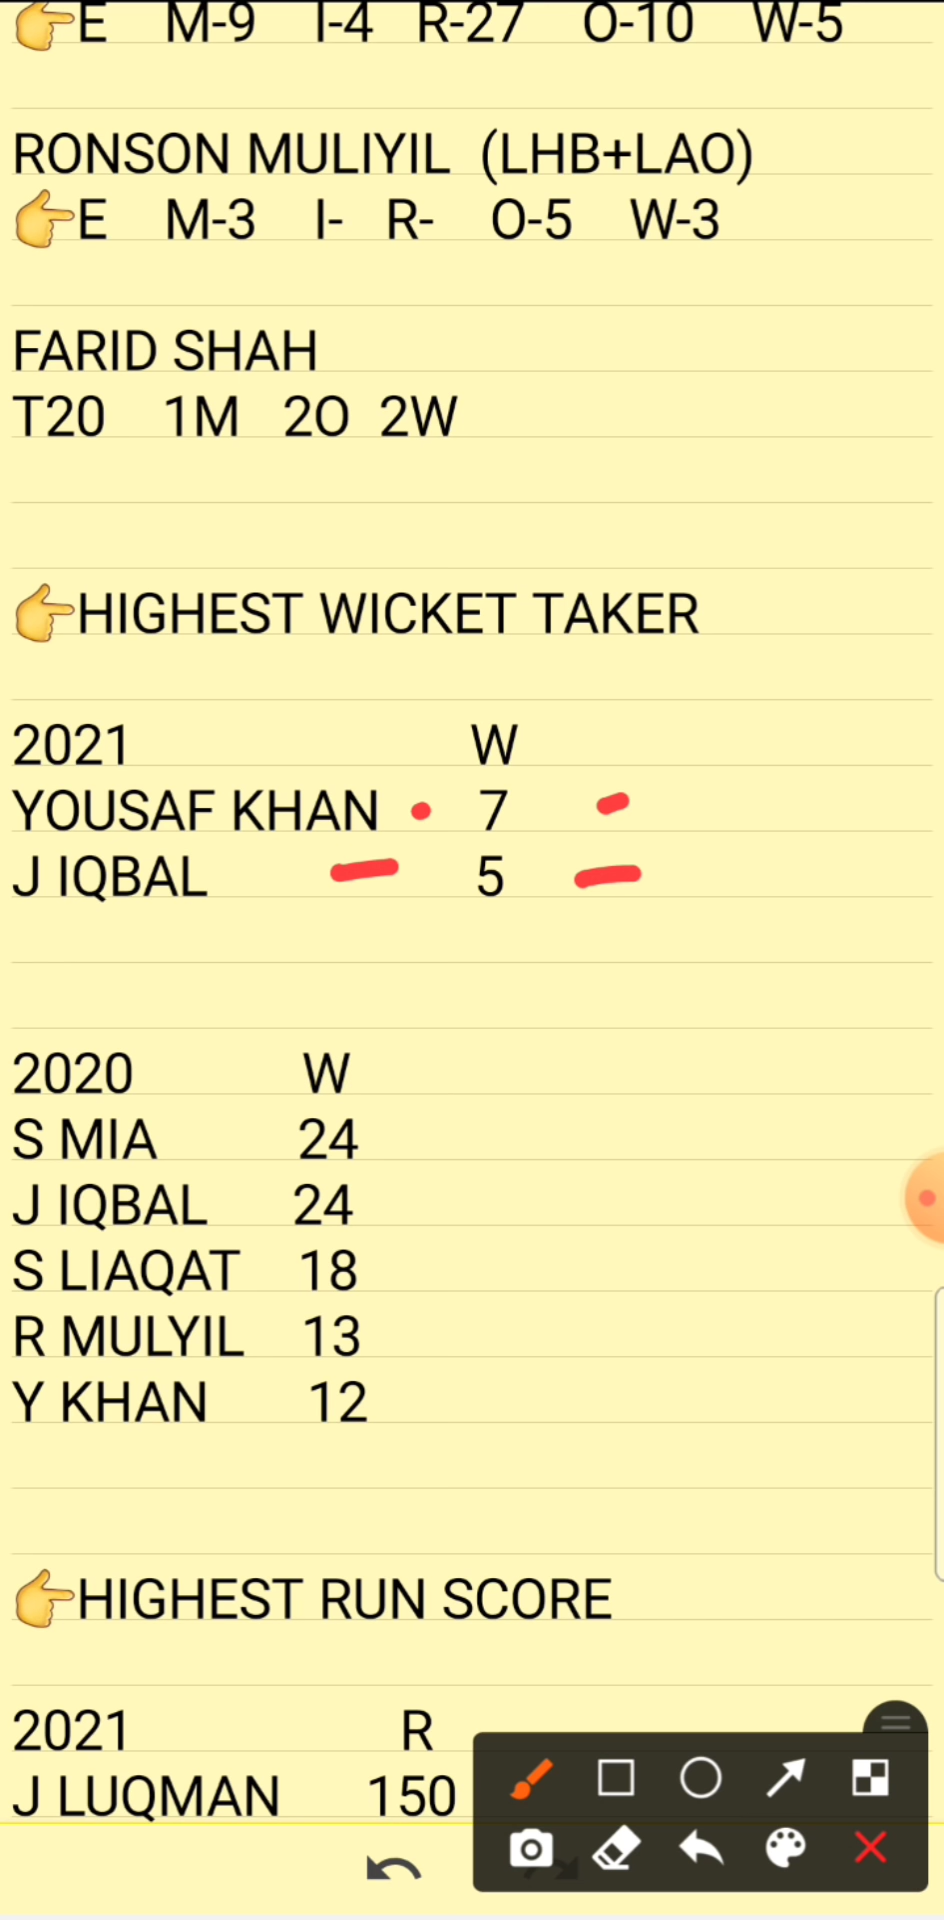 👉E M-9 I-4 R-27 O-10 W-5
RONSON MULIYIL (LHB+LAO)
👉E M-3 I- R- O-5 W-3
FARID SHAH
T20 1M 2O 2W
👉HIGHEST WICKET TAKER
2021 W
YOUSAF KHAN 7
J IQBAL 5
2020 W
S MIA 24
J IQBAL 24
S LIAQAT 18
R MULYIL 13
Y KHAN 12
👉HIGHEST RUN SCORE
2021 R
J LUQMAN 150